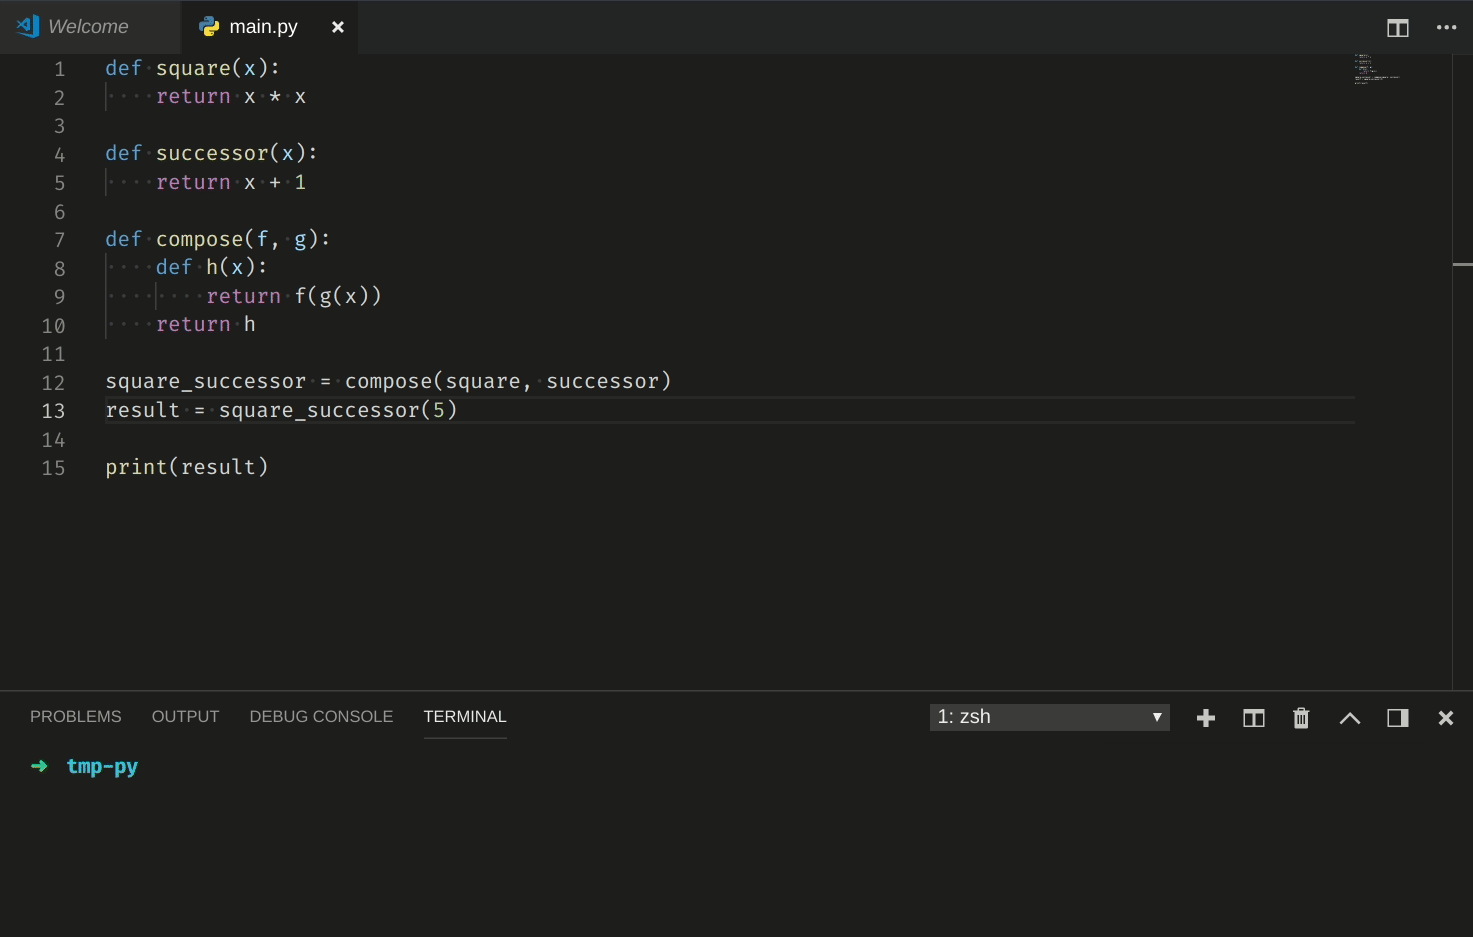 Welcome main.py
1 def square(x):
2     return x * x
3
4 def successor(x):
5     return x + 1
6
7 def compose(f, g):
8     def h(x):
9         return f(g(x))
10     return h
11
12 square_successor = compose(square, successor)
13 result = square_successor(5)
14
15 print(result)
PROBLEMS OUTPUT DEBUG CONSOLE TERMINAL 1: zsh
➜ tmp-py